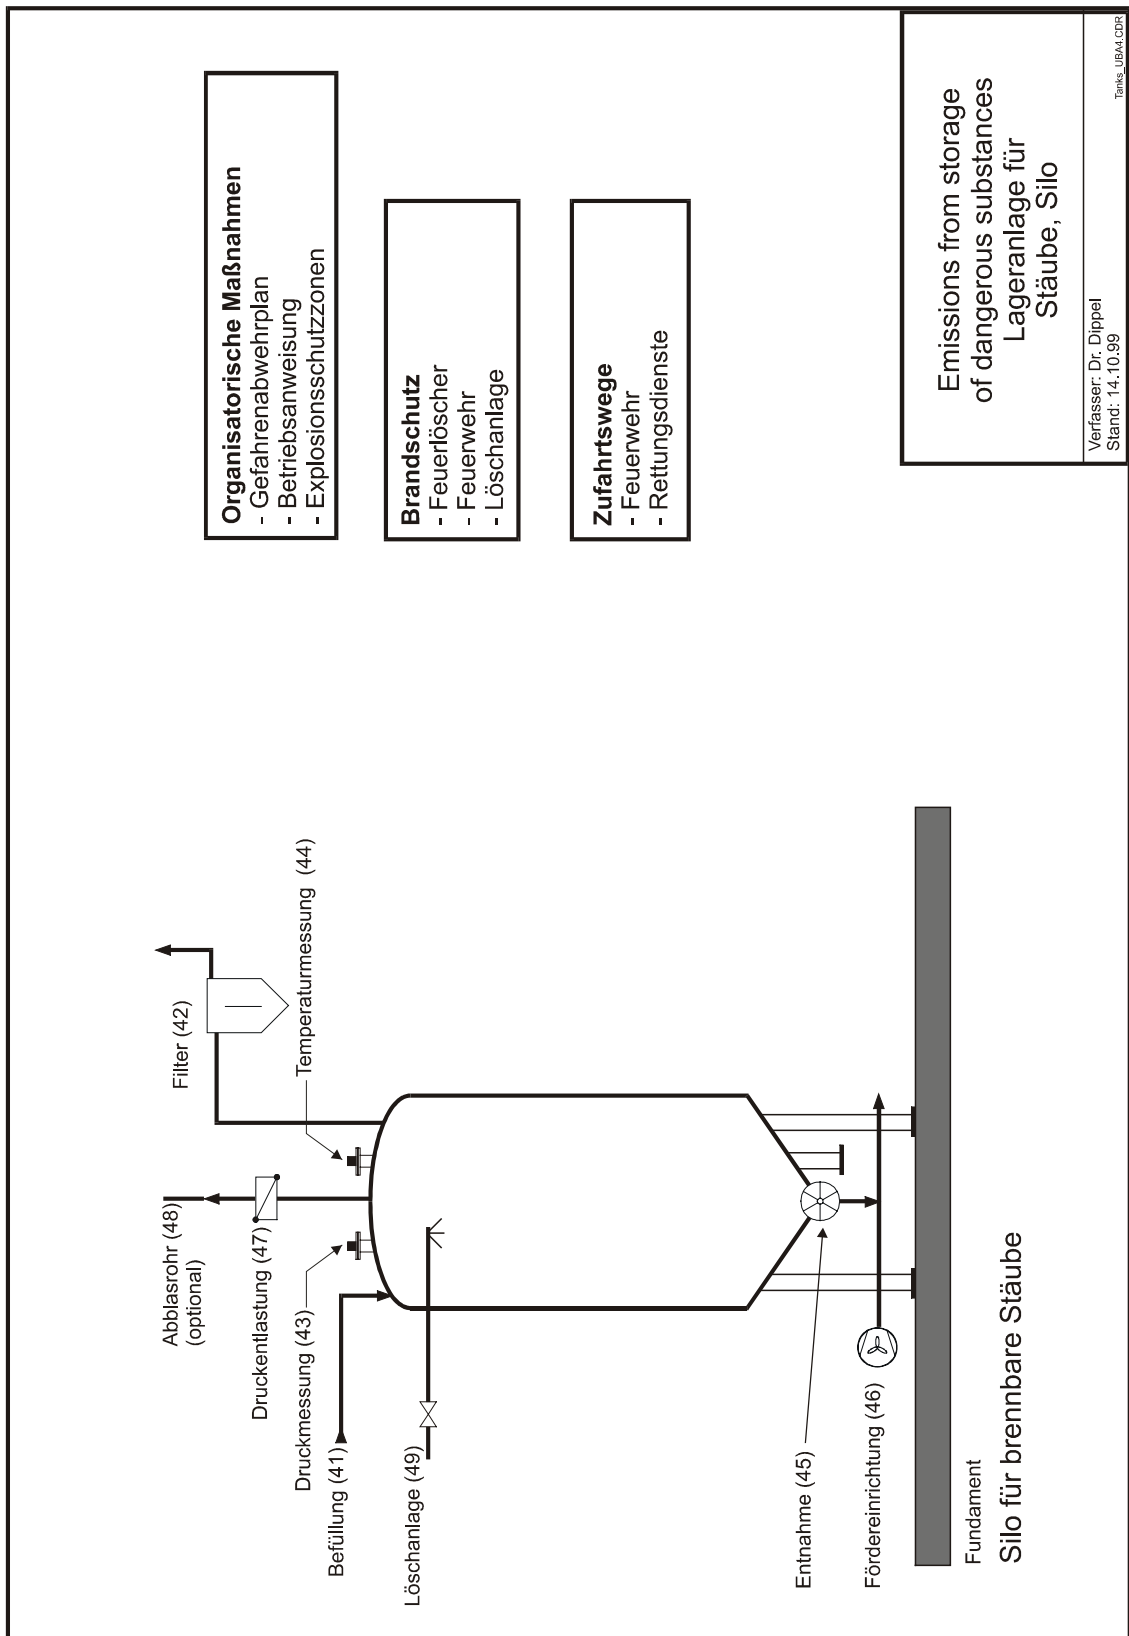 Abblasrohr (48)
(optional)
Filter (42)
Druckentlastung (47)
Druckmessung (43)
Temperaturmessung (44)
Befüllung (41)
Löschanlage (49)
Entnahme (45)
Fördereinrichtung (46)
Fundament
Silo für brennbare Stäube
Organisatorische Maßnahmen
- Gefahrenabwehrplan
- Betriebsanweisung
- Explosionsschutzzonen
Brandschutz
- Feuerlöscher
- Feuerwehr
- Löschanlage
Zufahrtswege
- Feuerwehr
- Rettungsdienste
Emissions from storage
of dangerous substances
Lageranlage für
Stäube, Silo
Verfasser: Dr. Dippel
Stand: 14.10.99
Tanks_UBA4.CDR